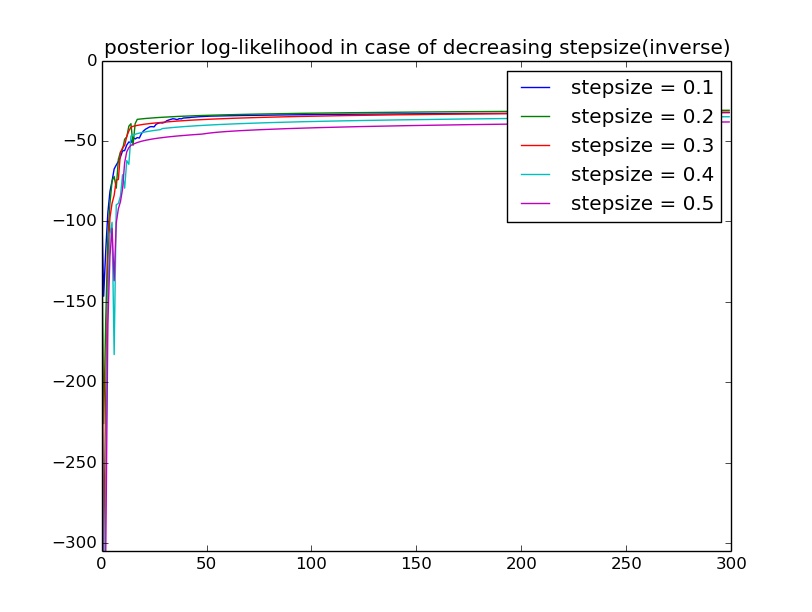 posterior log-likelihood in case of decreasing stepsize(inverse)
0
−50
−100
−150
−200
−250
−300
stepsize = 0.1
stepsize = 0.2
stepsize = 0.3
stepsize = 0.4
stepsize = 0.5
0 50 100 150 200 250 300